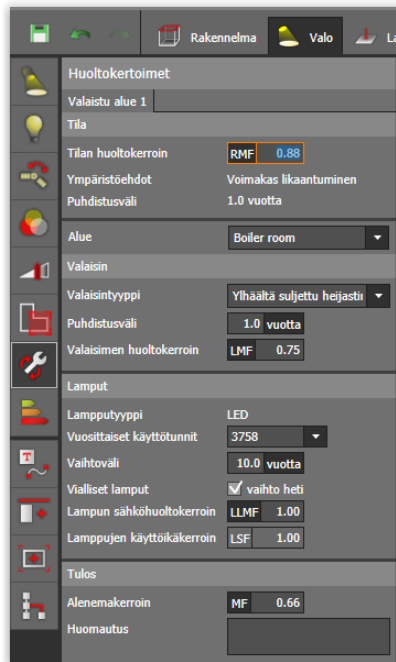 Rakennelma Valo
Huoltokertoimet
Valaistu alue 1
Tila
Tilan huoltokerroin RMF 0.88
Ympäristöehdot Voimakas likaantuminen
Puhdistusväli 1.0 vuotta
Alue Boiler room
Valaisin
Valaisintyyppi Ylhäältä suljettu
Puhdistusväli 1.0 vuotta
Valaisimen huoltokerroin LMF 0.75
Lamput
Lampputyyppi LED
Vuosittaiset käyttötunnit 3758
Vaihtoväli 10.0 vuotta
Vialliset lamput vaihto heti
Lampun sähköhuoltokerroin LLMF 1.00
Lamppujen käyttöikäkerroin LSF 1.00
Tulos
Alenemakerroin MF 0.66
Huomautus